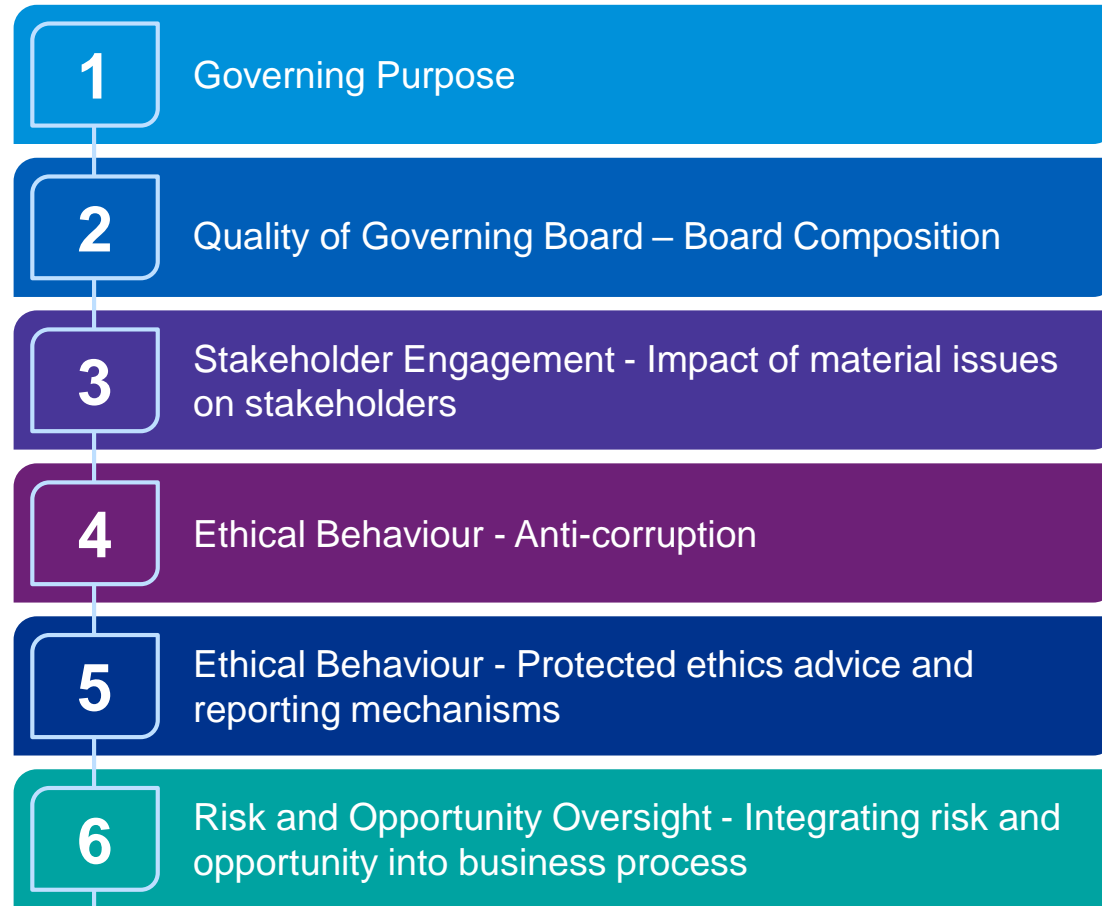 1
Governing Purpose
2
Quality of Governing Board – Board Composition
3
Stakeholder Engagement - Impact of material issues
on stakeholders
4
Ethical Behaviour - Anti-corruption
5
Ethical Behaviour - Protected ethics advice and
reporting mechanisms
6
Risk and Opportunity Oversight - Integrating risk and
opportunity into business process